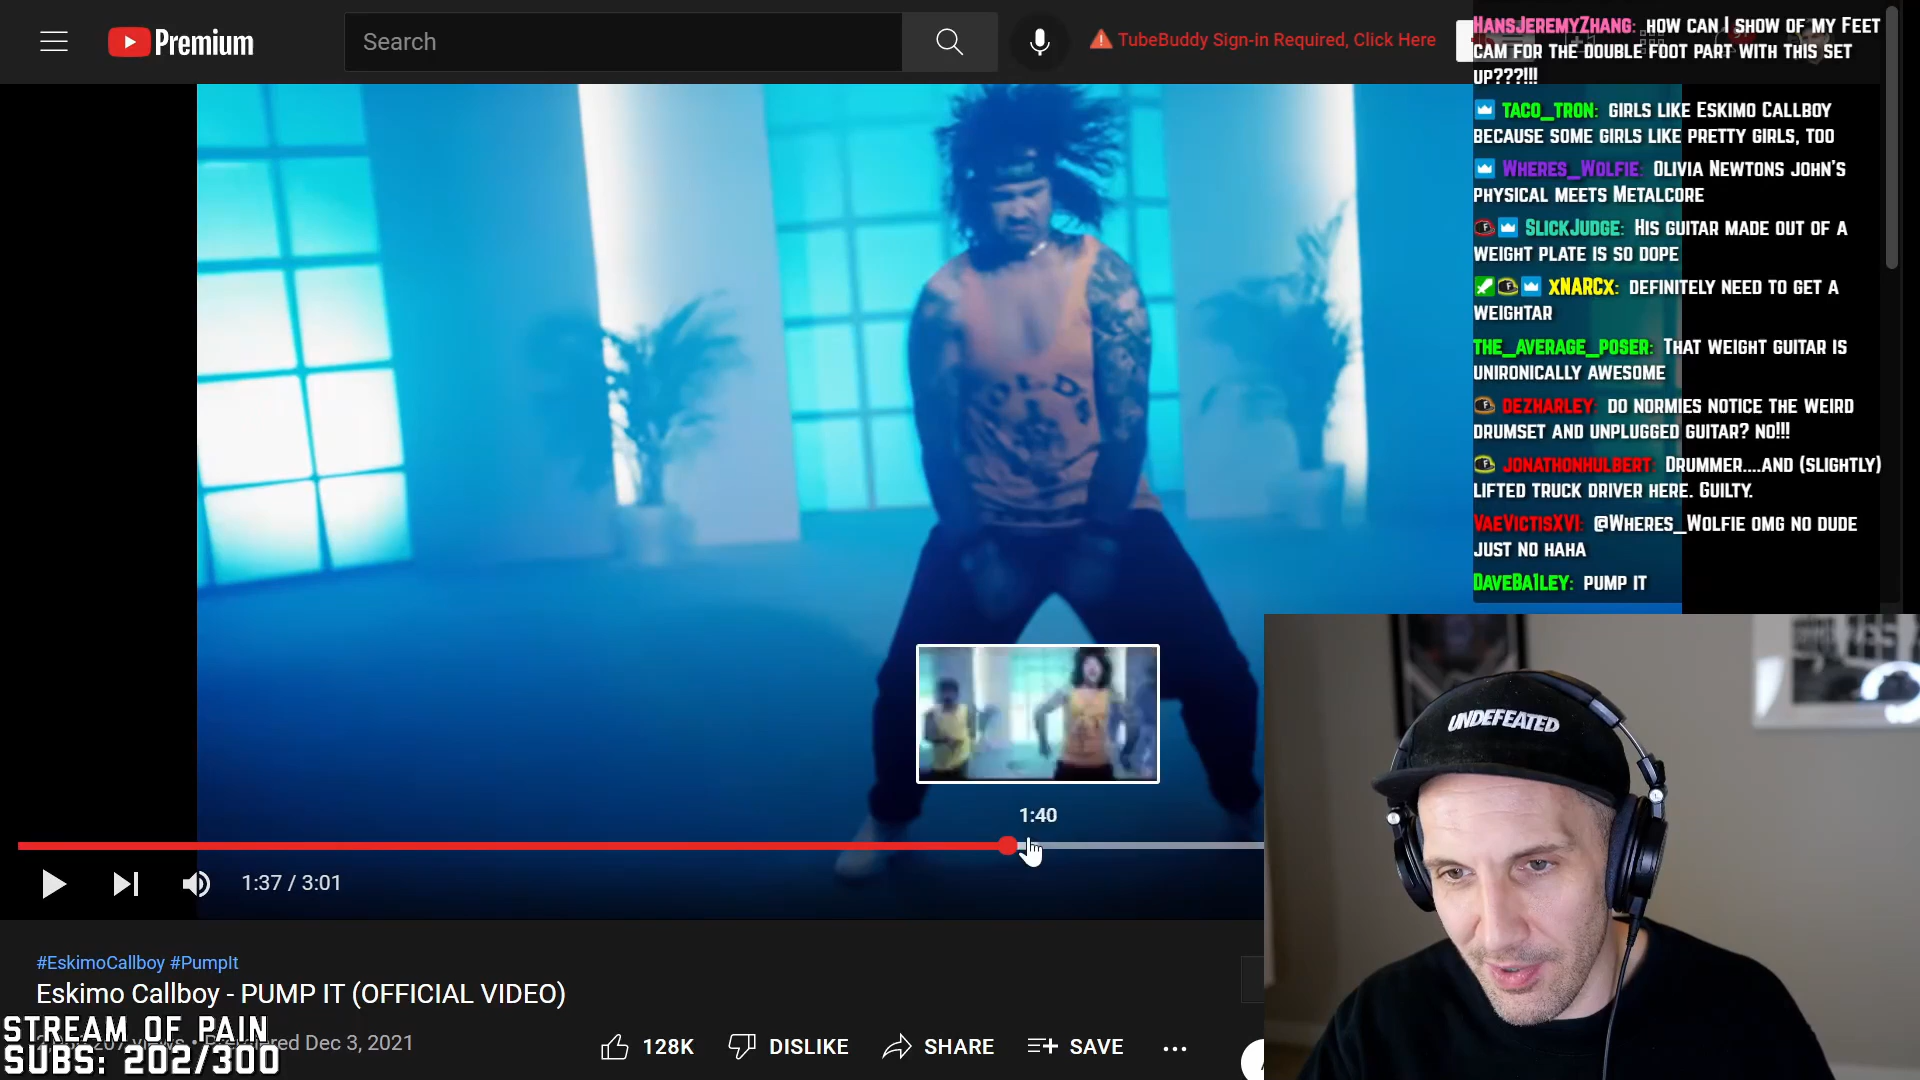 Premium
Search
TubeBuddy Sign-in Required, Click Here
HansJeremyZhang: how can I show of my feet
cam for the double foot part with this set
up???!!!
Taco_Tron: Girls like Eskimo Callboy
because some girls like pretty girls, too
Wheres_Wolfie: Olivia Newtons John's
physical meets Metalcore
SlickJudge: His guitar made out of a
weight plate is so dope
xNARCx: definitely need to get a
weightar
The_Average_Poser: That weight guitar is
unironically awesome
DezHarley: Do normies notice the weird
drumset and unplugged guitar? NO!!!
JonathonHulbert: Drummer....and (slightly)
lifted truck driver here. Guilty.
VaeVictisXVI: @Wheres_Wolfie omg no dude
just no haha
DaveBa1ley: pump it
UNDEFEATED
1:40
1:37 / 3:01
#EskimoCallboy #PumpIt
Eskimo Callboy - PUMP IT (OFFICIAL VIDEO)
Dec 3, 2021
128K
DISLIKE
SHARE
SAVE
STREAM OF PAIN
SUBS: 202/300